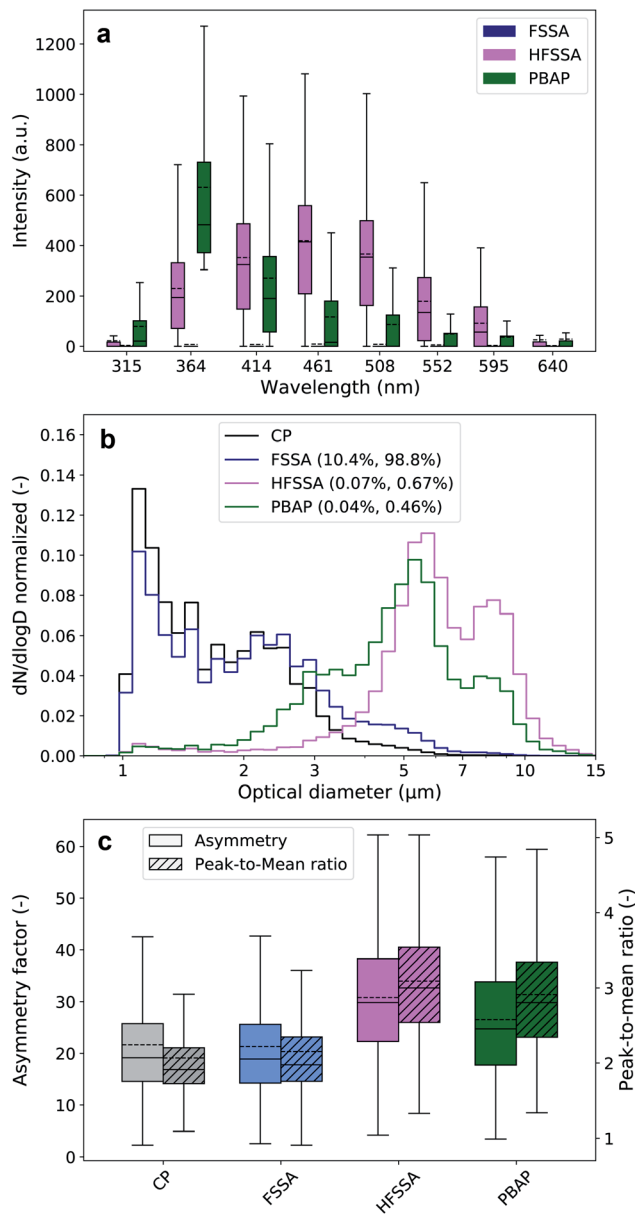 a
FSSA
HFSSA
PBAP
1200
1000
800
600
400
200
0
Intensity (a.u.)
315 364 414 461 508 552 595 640
Wavelength (nm)
b
CP
FSSA (10.4%, 98.8%)
HFSSA (0.07%, 0.67%)
PBAP (0.04%, 0.46%)
0.16
0.14
0.12
0.10
0.08
0.06
0.04
0.02
0.00
dN/dlogD normalized (-)
1 2 3 5 7 10 15
Optical diameter (μm)
c
Asymmetry
Peak-to-Mean ratio
60
50
40
30
20
10
0
Asymmetry factor (-)
5
4
3
2
1
Peak-to-mean ratio (-)
CP FSSA HFSSA PBAP